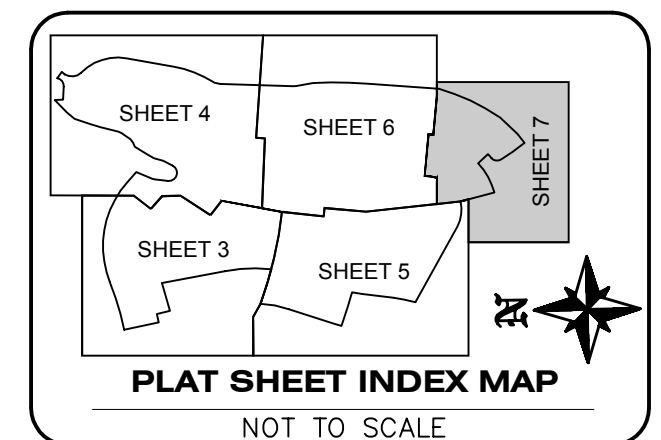 SHEET 4
SHEET 6
SHEET 7
SHEET 3
SHEET 5
N
PLAT SHEET INDEX MAP
NOT TO SCALE